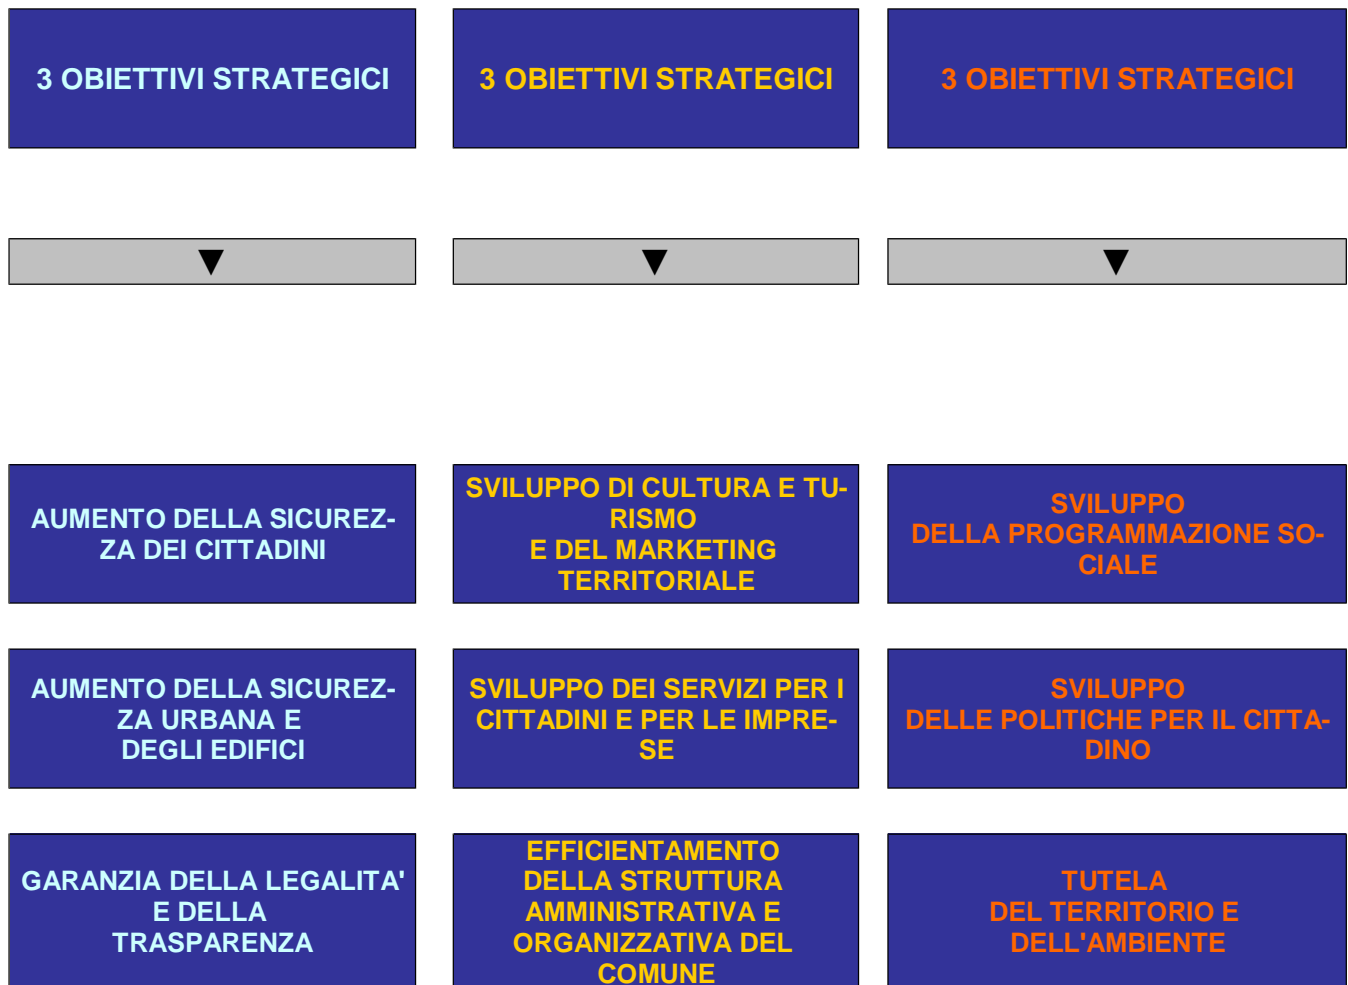 3 OBIETTIVI STRATEGICI
3 OBIETTIVI STRATEGICI
3 OBIETTIVI STRATEGICI
▼
▼
▼
AUMENTO DELLA SICUREZ-
ZA DEI CITTADINI
SVILUPPO DI CULTURA E TU-
RISMO
E DEL MARKETING
TERRITORIALE
SVILUPPO
DELLA PROGRAMMAZIONE SO-
CIALE
AUMENTO DELLA SICUREZ-
ZA URBANA E
DEGLI EDIFICI
SVILUPPO DEI SERVIZI PER I
CITTADINI E PER LE IMPRE-
SE
SVILUPPO
DELLE POLITICHE PER IL CITTA-
DINO
GARANZIA DELLA LEGALITA'
E DELLA
TRASPARENZA
EFFICIENTAMENTO
DELLA STRUTTURA
AMMINISTRATIVA E
ORGANIZZATIVA DEL
COMUNE
TUTELA
DEL TERRITORIO E
DELL'AMBIENTE